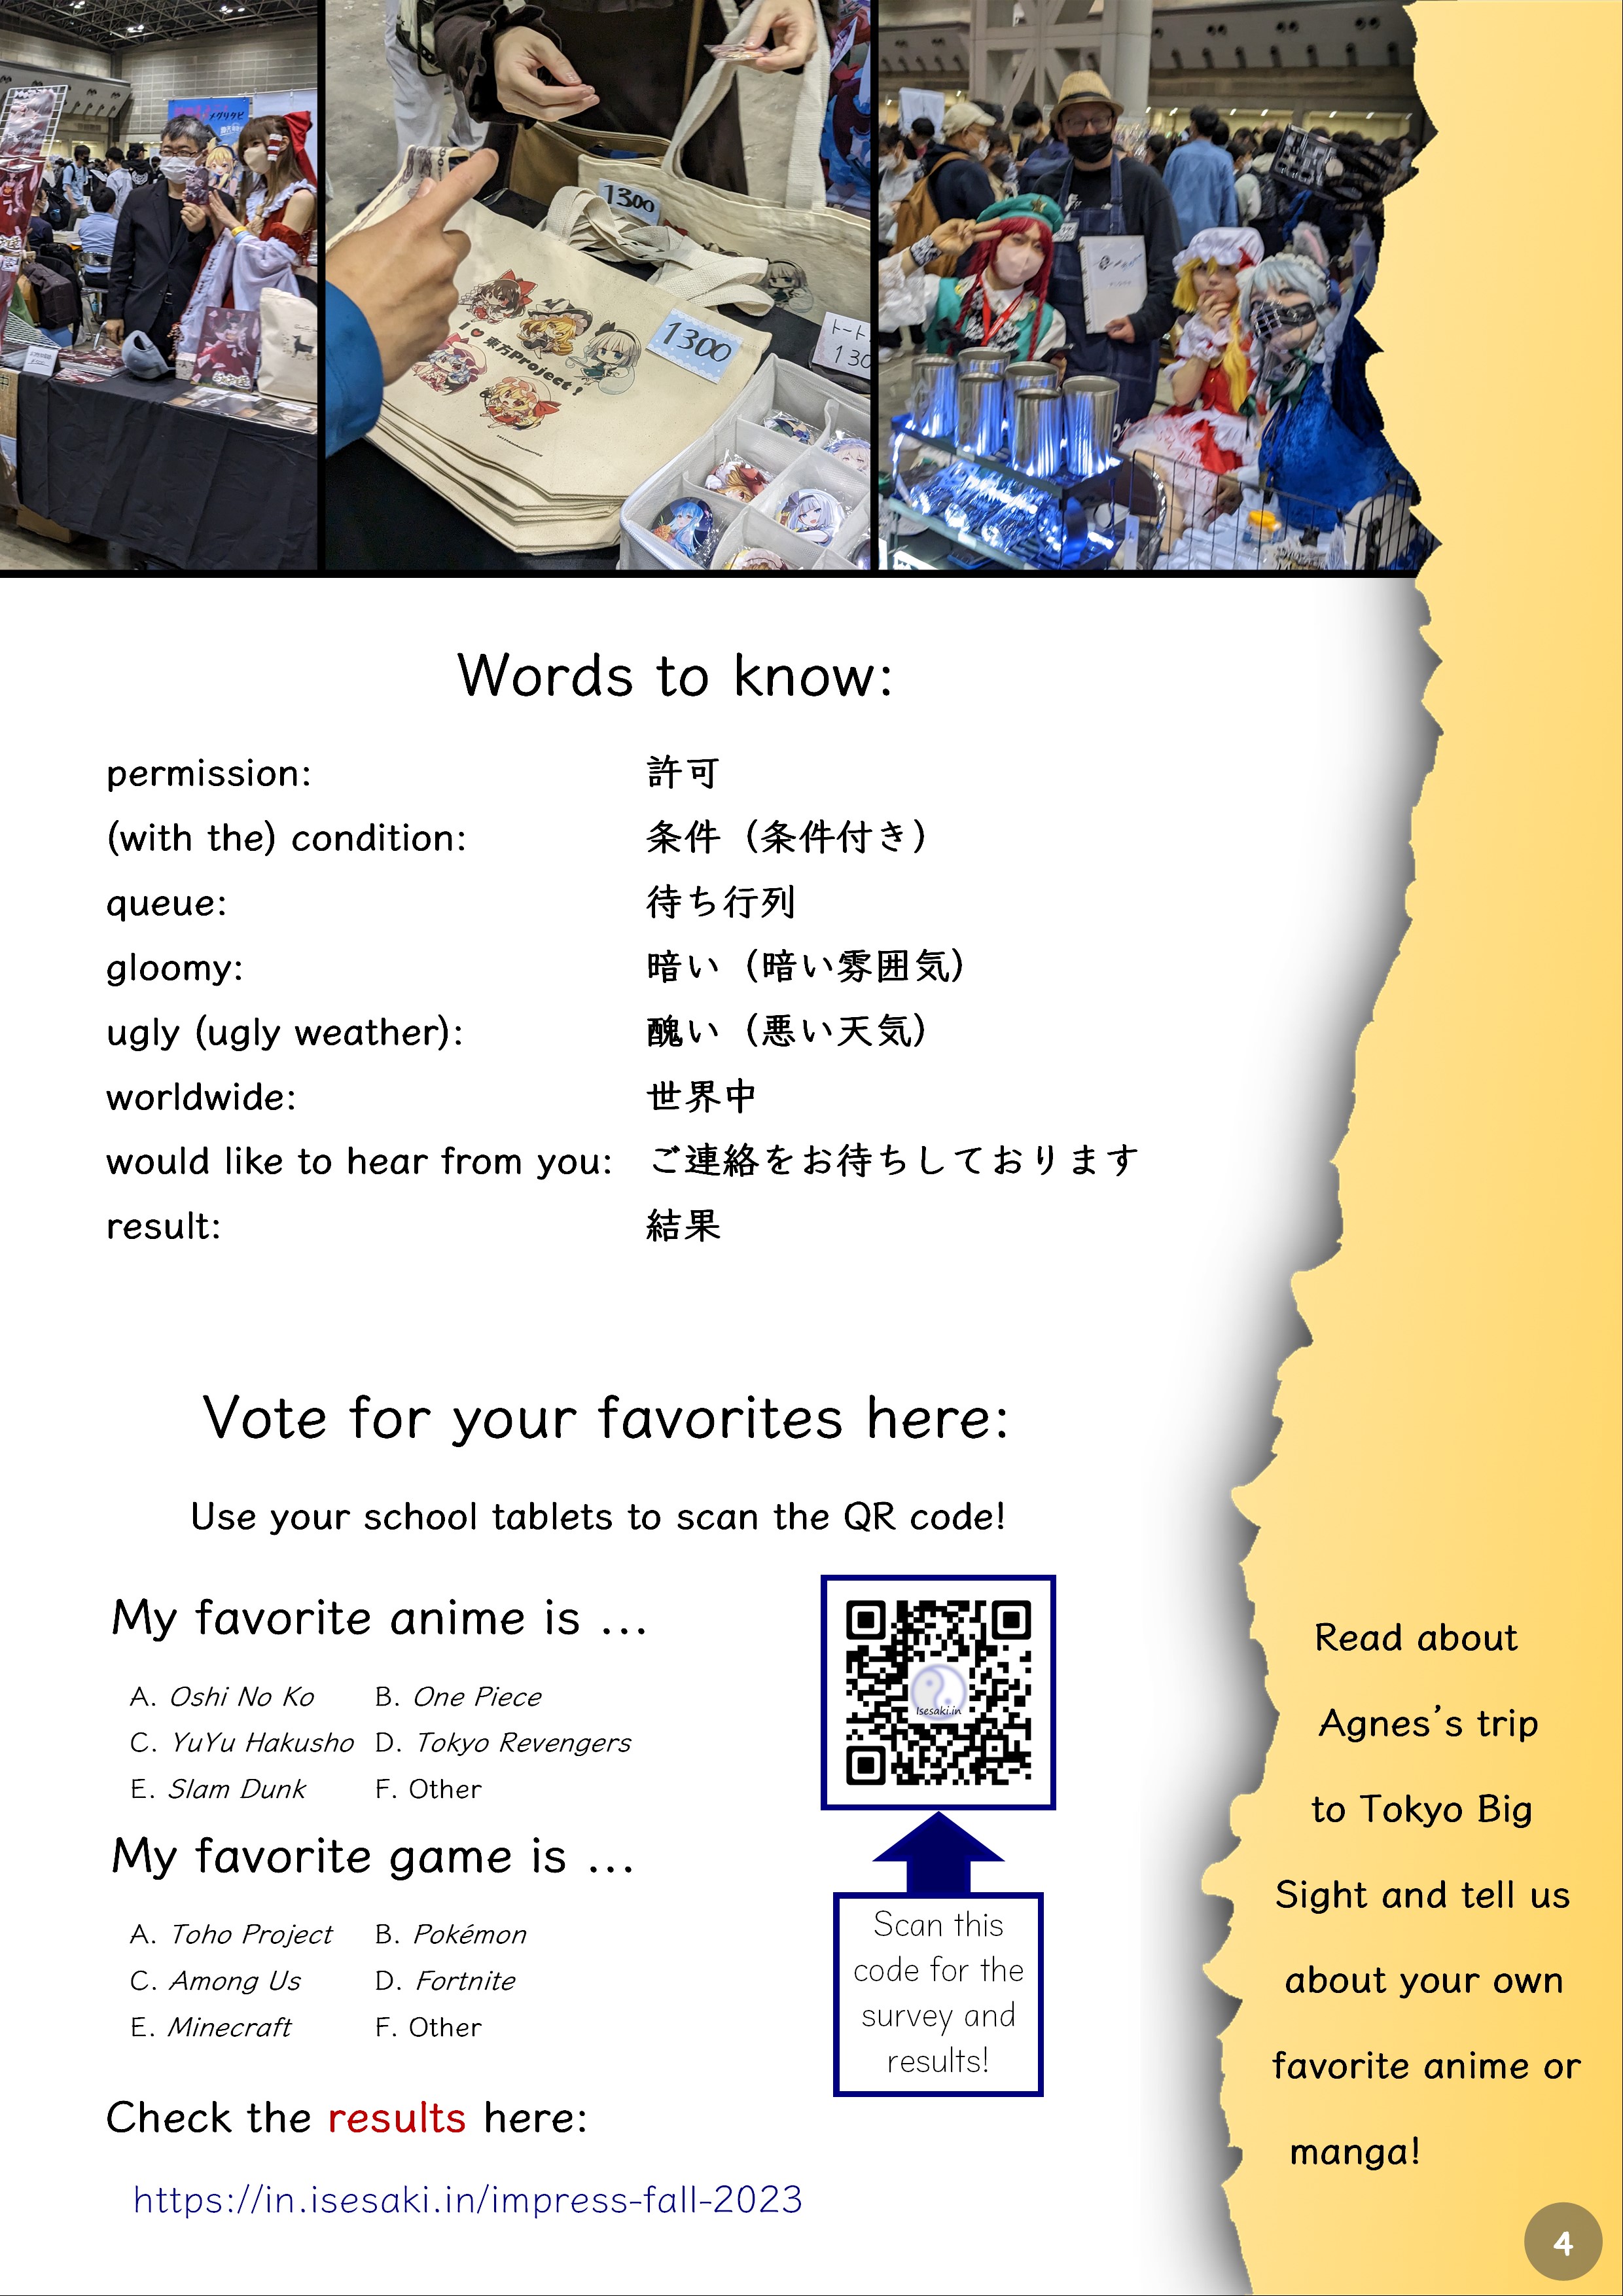 メグリタビ
1300
I ♥ 東方Project!
1300
トート
130
Words to know:
permission: 許可
(with the) condition: 条件（条件付き）
queue: 待ち行列
gloomy: 暗い（暗い雰囲気）
ugly (ugly weather): 醜い（悪い天気）
worldwide: 世界中
would like to hear from you: ご連絡をお待ちしております
result: 結果
Vote for your favorites here:
Use your school tablets to scan the QR code!
My favorite anime is ...
A. Oshi No Ko B. One Piece
C. YuYu Hakusho D. Tokyo Revengers
E. Slam Dunk F. Other
My favorite game is ...
A. Toho Project B. Pokémon
C. Among Us D. Fortnite
E. Minecraft F. Other
Isesaki.in
Scan this
code for the
survey and
results!
Check the results here:
https://in.isesaki.in/impress-fall-2023
Read about
Agnes's trip
to Tokyo Big
Sight and tell us
about your own
favorite anime or
manga!
4